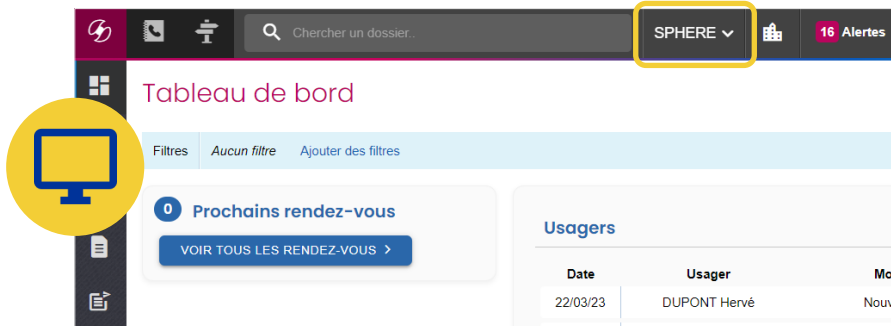 Chercher un dossier..
SPHERE
16 Alertes
Tableau de bord
Filtres Aucun filtre Ajouter des filtres
0 Prochains rendez-vous
VOIR TOUS LES RENDEZ-VOUS
Usagers
Date Usager
22/03/23 DUPONT Hervé